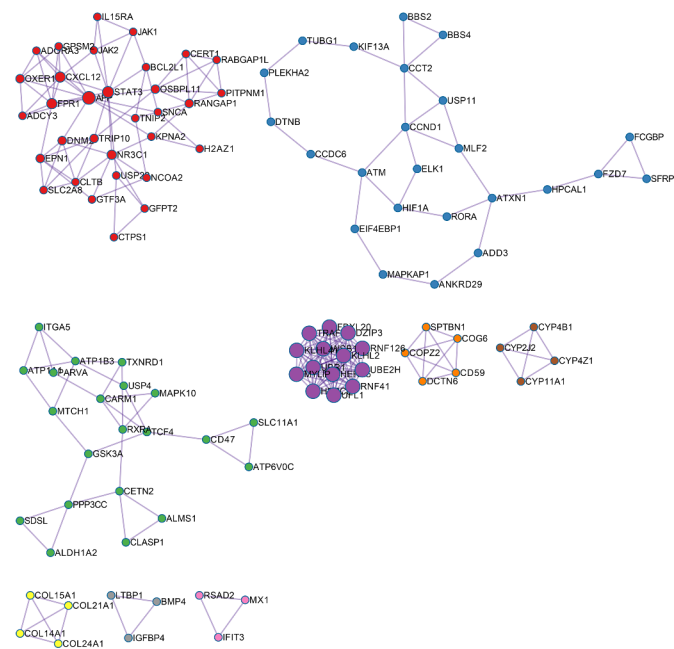 IL15RA
JAK1
ADORA3
GPSM2
JAK2
CERT1
BCL2L1
RABGAP1L
OXER1
CXCL12
STAT3
OSBPL11
PITPNM1
FPR1
RANGAP1
ADCY3
TNIP2
SNCA
KPNA2
DNM2
TRIP10
H2AZ1
EPN1
NR3C1
CLTB
NCOA2
SLC2A8
GTF3A
GFPT2
CTPS1
BBS2
BBS4
TUBG1
KIF13A
CCT2
PLEKHA2
USP11
DTNB
CCND1
MLF2
CCDC6
ATM
ELK1
FCGBP
FZD7
SFRP
HPCAL1
ATXN1
HIF1A
RORA
EIF4EBP1
ADD3
MAPKAP1
ANKRD29
ITGA5
ATP1B3
TXNRD1
PARVA
USP4
MAPK10
CARM1
MTCH1
RXRA
TCF4
SLC11A1
CD47
GSK3A
ATP6V0C
CETN2
PPP3CC
SDSL
ALMS1
CLASP1
ALDH1A2
DZIP3
RNF126
KLHL2
UBE2H
RNF41
UFL1
SPTBN1
COG6
COPZ2
CD59
DCTN6
CYP4B1
CYP2J2
CYP4Z1
CYP11A1
COL15A1
COL21A1
COL14A1
COL24A1
LTBP1
BMP4
IGFBP4
RSAD2
MX1
IFIT3